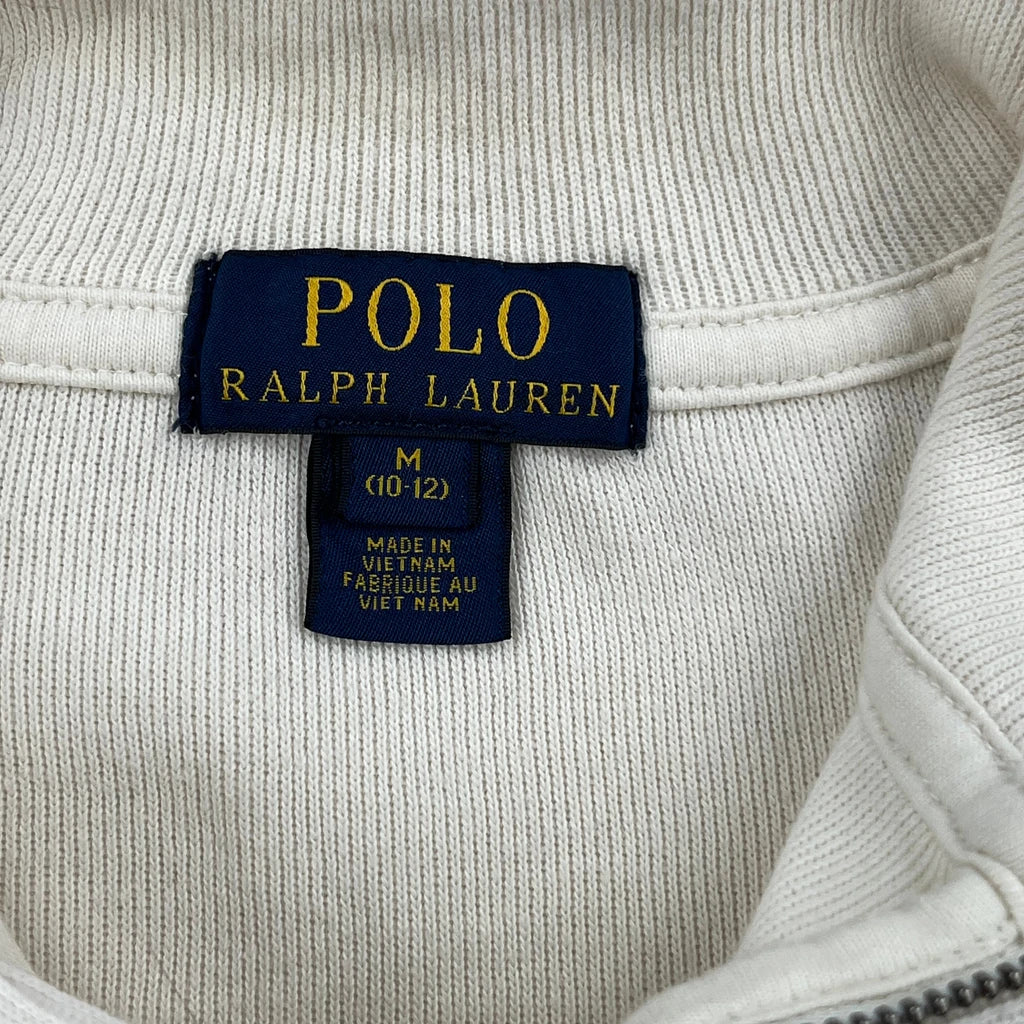 POLO
RALPH LAUREN
M
(10-12)
MADE IN
VIETNAM
FABRIQUE AU
VIET NAM